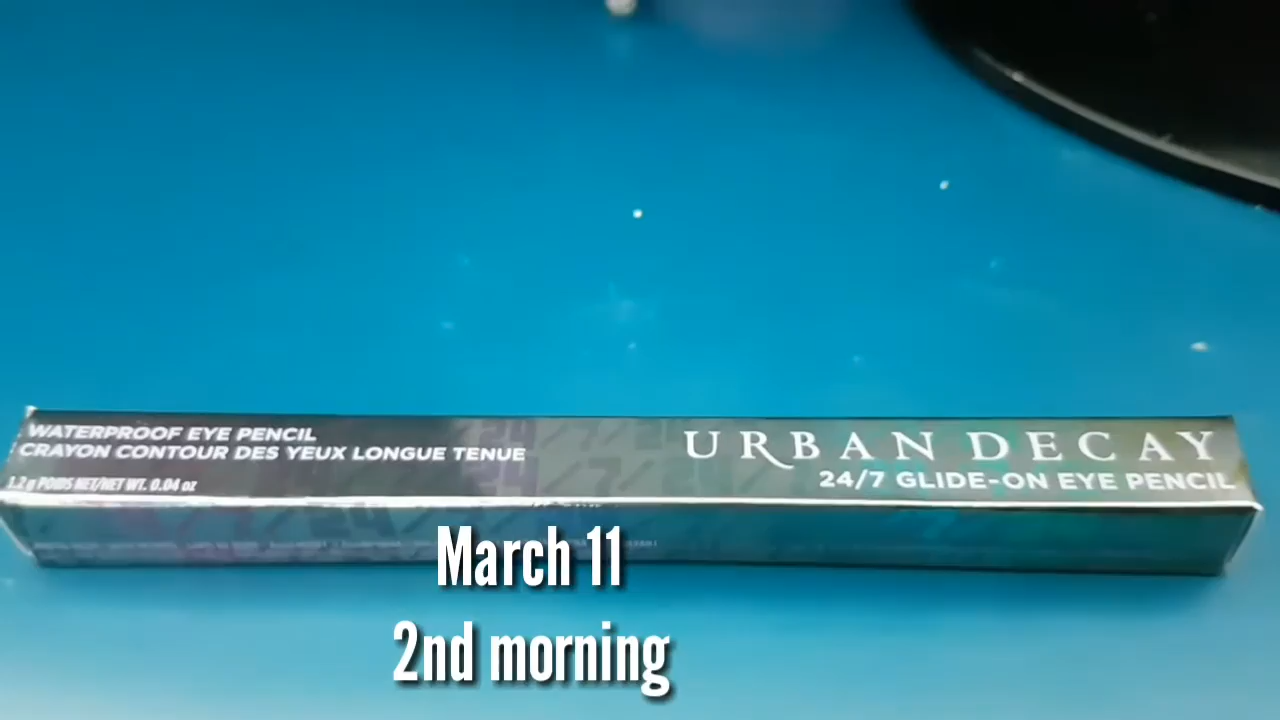 WATERPROOF EYE PENCIL
CRAYON CONTOUR DES YEUX LONGUE TENUE
1.2 g POIDS NET/NET WT. 0.04 oz
URBAN DECAY
24/7 GLIDE-ON EYE PENCIL
March 11
2nd morning